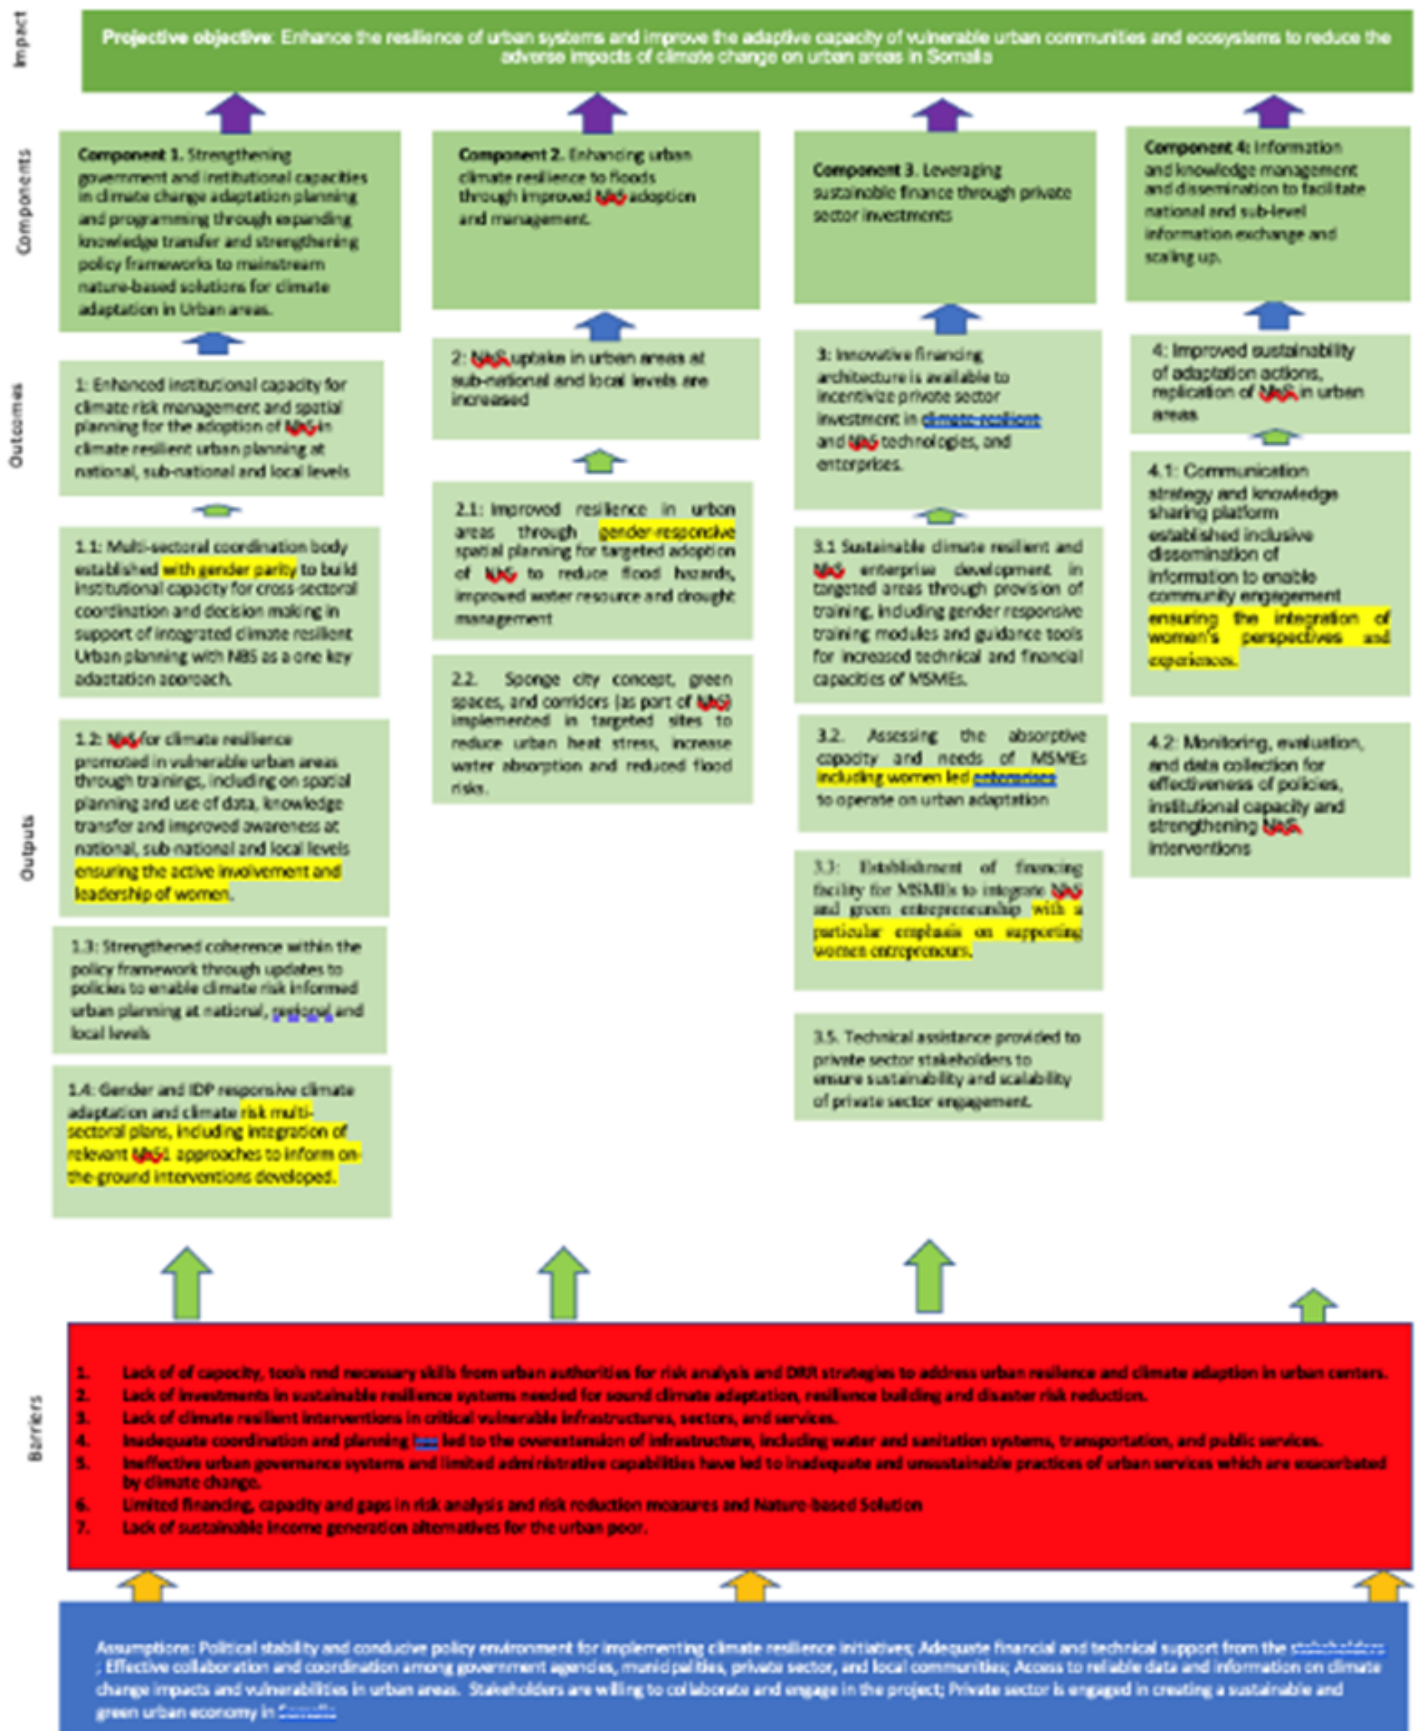 Impact
Projective objective: Enhance the resilience of urban systems and improve the adaptive capacity of vulnerable urban communities and ecosystems to reduce the
adverse impacts of climate change on urban areas in Somalia
Components
Component 1. Strengthening
government and institutional capacities
in climate change adaptation planning
and programming through expanding
knowledge transfer and strengthening
policy frameworks to mainstream
nature-based solutions for climate
adaptation in Urban areas.
Component 2. Enhancing urban
climate resilience to floods
through improved NbS adoption
and management.
Component 3. Leveraging
sustainable finance through private
sector investments
Component 4: Information
and knowledge management
and dissemination to facilitate
national and sub-level
information exchange and
scaling up.
Outcomes
1: Enhanced institutional capacity for
climate risk management and spatial
planning for the adoption of NbS in
climate resilient urban planning at
national, sub-national and local levels
2: NbS uptake in urban areas at
sub-national and local levels are
increased
3: Innovative financing
architecture is available to
incentivize private sector
investment in climate-resilient
and NbS technologies, and
enterprises.
4: Improved sustainability
of adaptation actions,
replication of NbS in urban
areas
Outputs
1.1: Multi-sectoral coordination body
established with gender parity to build
institutional capacity for cross-sectoral
coordination and decision making in
support of integrated climate resilient
Urban planning with NBS as a one key
adaptation approach.
1.2: NbS for climate resilience
promoted in vulnerable urban areas
through trainings, including on spatial
planning and use of data, knowledge
transfer and improved awareness at
national, sub-national and local levels
ensuring the active involvement and
leadership of women.
1.3: Strengthened coherence within the
policy framework through updates to
policies to enable climate risk informed
urban planning at national, regional and
local levels
1.4: Gender and IDP responsive climate
adaptation and climate risk multi-
sectoral plans, including integration of
relevant NbS1 approaches to inform on-
the-ground interventions developed.
2.1: Improved resilience in urban
areas through gender-responsive
spatial planning for targeted adoption
of NbS to reduce flood hazards,
improved water resource and drought
management
2.2. Sponge city concept, green
spaces, and corridors (as part of NbS)
implemented in targeted sites to
reduce urban heat stress, increase
water absorption and reduced flood
risks.
3.1 Sustainable climate resilient and
NbS enterprise development in
targeted areas through provision of
training, including gender responsive
training modules and guidance tools
for increased technical and financial
capacities of MSMEs.
3.2. Assessing the absorptive
capacity and needs of MSMEs
including women led enterprises
to operate on urban adaptation
3.3: Establishment of financing
facility for MSMEs to integrate NbS
and green entrepreneurship with a
particular emphasis on supporting
women entrepreneurs.
3.5. Technical assistance provided to
private sector stakeholders to
ensure sustainability and scalability
of private sector engagement.
4.1: Communication
strategy and knowledge
sharing platform
established inclusive
dissemination of
information to enable
community engagement
ensuring the integration of
women's perspectives and
experiences.
4.2: Monitoring, evaluation,
and data collection for
effectiveness of policies,
institutional capacity and
strengthening NbS
interventions
Barriers
1. Lack of of capacity, tools nnd necessary skills from urban authorities for risk analysis and DRR strategies to address urban resilence and climate adaption in urban centers.
2. Lack of investments in sustainable resilience systems needed for sound climate adaptation, resilience building and disaster risk reduction.
3. Lack of climate resilient interventions in critical vulnerable infrastructures, sectors, and services.
4. Inadequate coordination and planning has led to the overextension of infrastructure, including water and sanitation systems, transportation, and public services.
5. Ineffective urban governance systems and limited administrative capabilities have led to inadequate and unsustainable practices of urban services which are exacerbated
by climate change.
6. Limited financing, capacity and gaps in risk analysis and risk reduction measures and Nature-based Solution
7. Lack of sustainable income generation alternatives for the urban poor.
Assumptions: Political stability and conducive policy environment for implementing climate resilience initiatives; Adequate financial and technical support from the stakeholders
; Effective collaboration and coordination among government agencies, municipalities, private sector, and local communities; Access to reliable data and information on climate
change impacts and vulnerabilities in urban areas. Stakeholders are willing to collaborate and engage in the project; Private sector is engaged in creating a sustainable and
green urban economy in Somalia